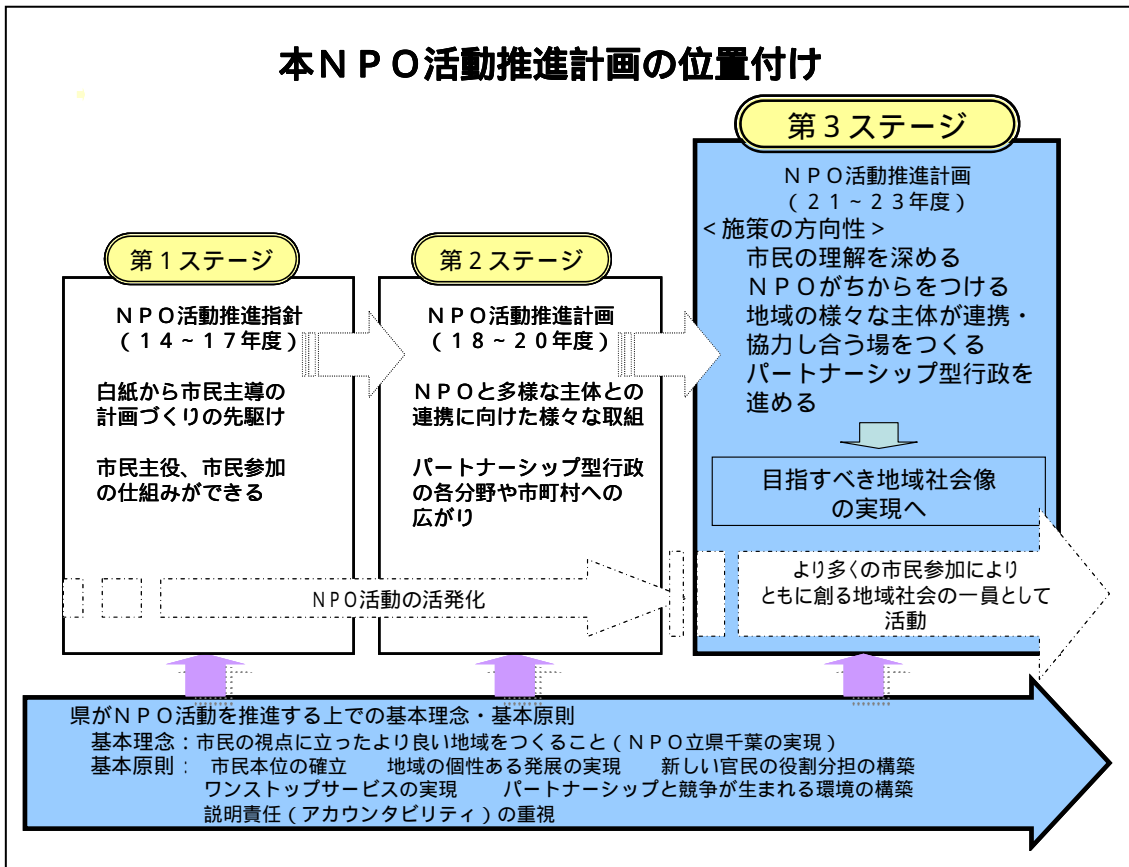 本ＮＰＯ活動推進計画の位置付け
第１ステージ
ＮＰＯ活動推進指針
（１４～１７年度）
白紙から市民主導の
計画づくりの先駆け
市民主役、市民参加
の仕組みができる
第２ステージ
ＮＰＯ活動推進計画
（１８～２０年度）
ＮＰＯと多様な主体との
連携に向けた様々な取組
パートナーシップ型行政
の各分野や市町村への
広がり
第３ステージ
ＮＰＯ活動推進計画
（２１～２３年度）
＜施策の方向性＞
市民の理解を深める
ＮＰＯがちからをつける
地域の様々な主体が連携・
協力し合う場をつくる
パートナーシップ型行政を
進める
目指すべき地域社会像
の実現へ
NPO活動の活発化
より多くの市民参加により
ともに創る地域社会の一員として
活動
県がＮＰＯ活動を推進する上での基本理念・基本原則
基本理念：市民の視点に立ったより良い地域をつくること（ＮＰＯ立県千葉の実現）
基本原則：　市民本位の確立　　地域の個性ある発展の実現　　新しい官民の役割分担の構築
ワンストップサービスの実現　　パートナーシップと競争が生まれる環境の構築
説明責任（アカウンタビリティ）の重視